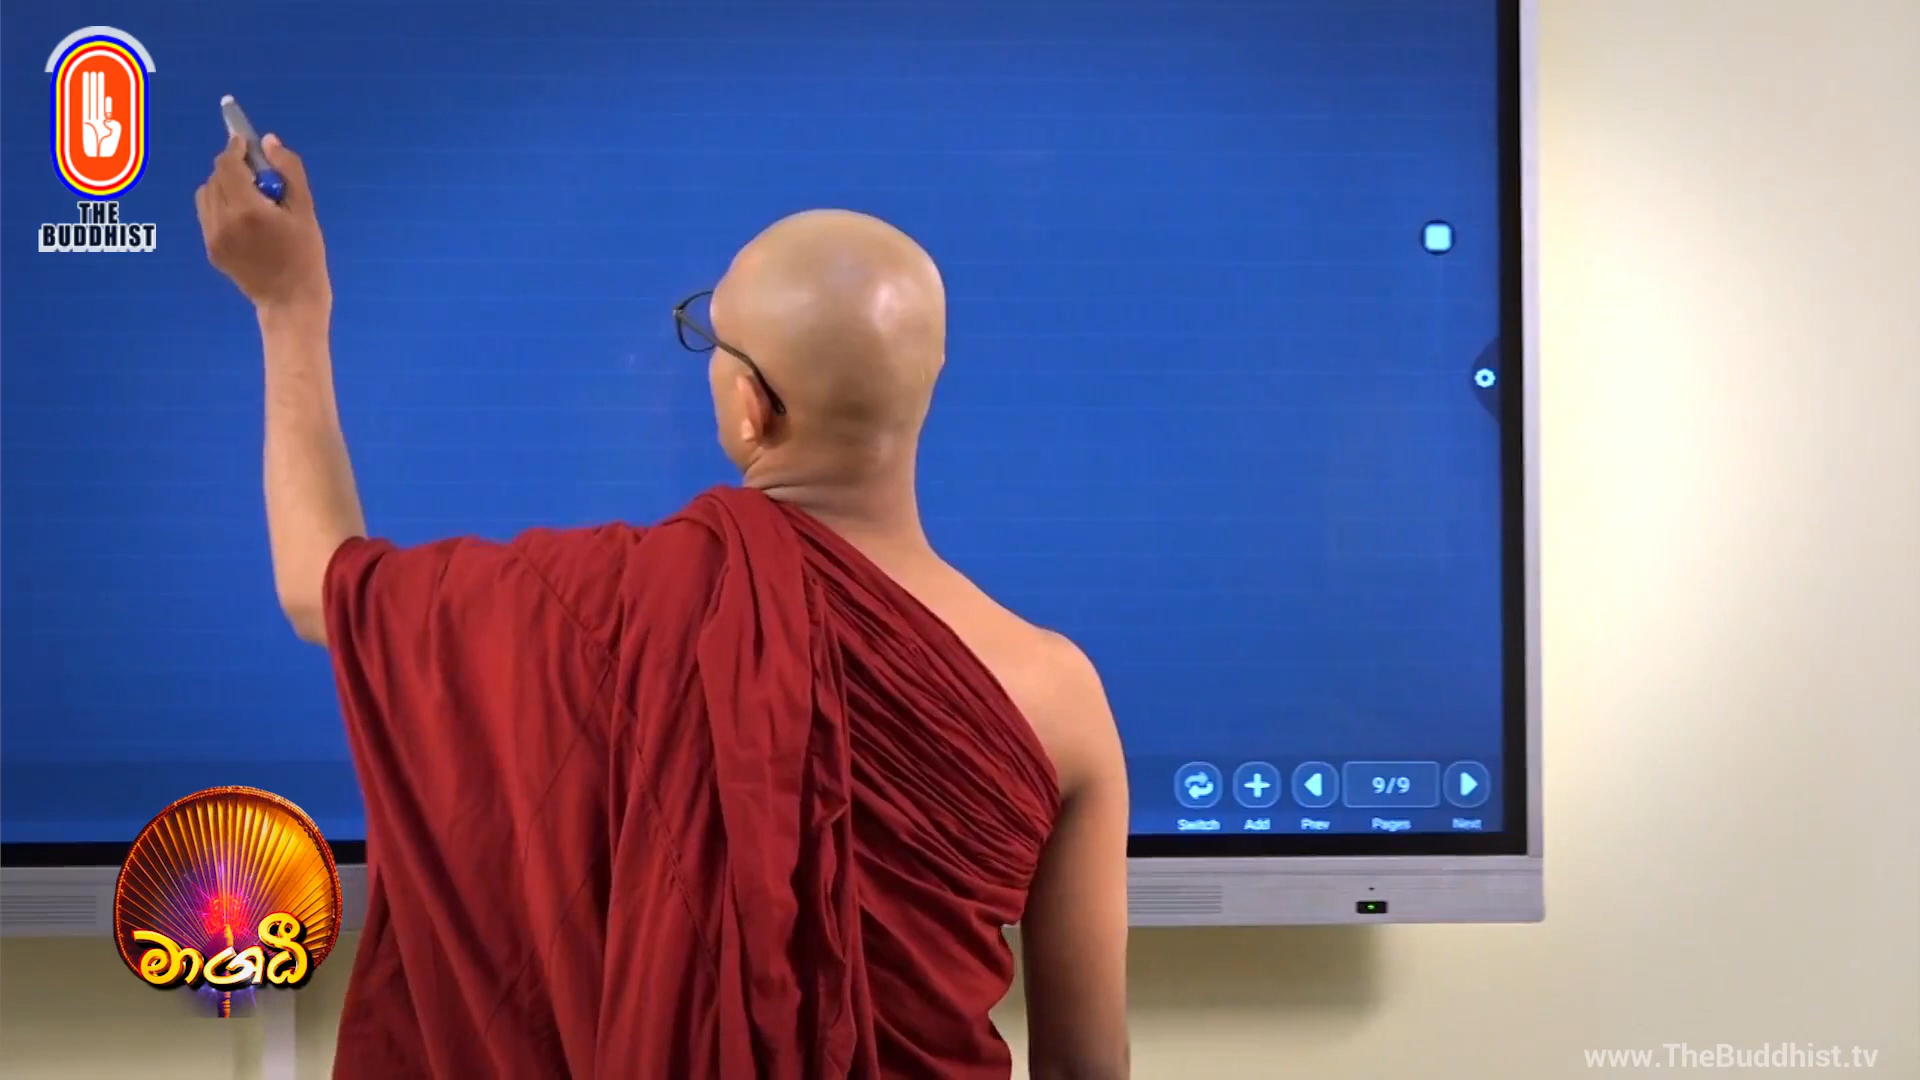 THE
BUDDHIST
9/9
Switch
Add
Prev
Pages
Next
මාගධී
www.TheBuddhist.tv